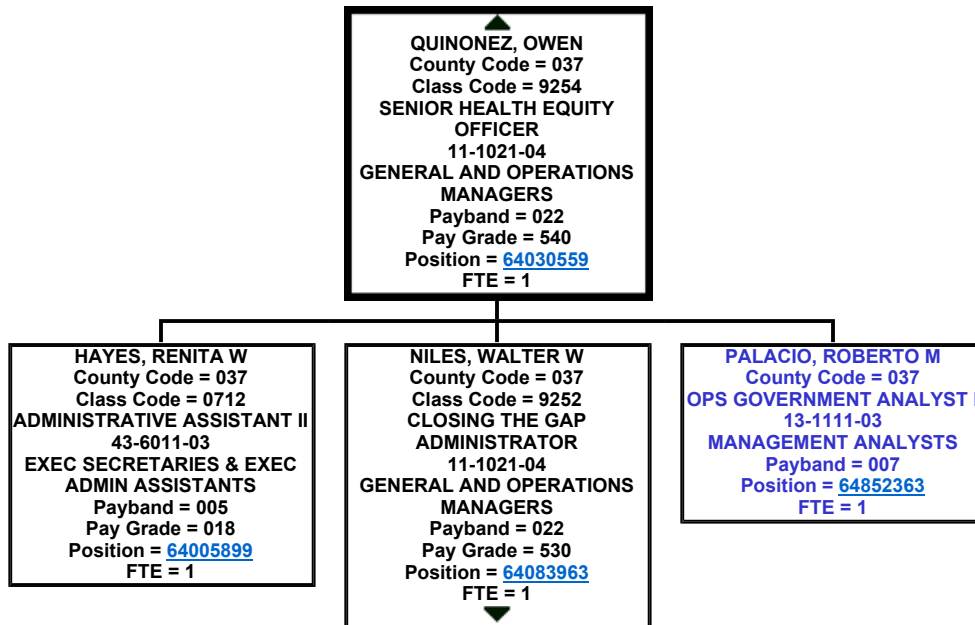 QUINONEZ, OWEN
County Code = 037
Class Code = 9254
SENIOR HEALTH EQUITY
OFFICER
11-1021-04
GENERAL AND OPERATIONS
MANAGERS
Payband = 022
Pay Grade = 540
Position = 64030559
FTE = 1
HAYES, RENITA W
County Code = 037
Class Code = 0712
ADMINISTRATIVE ASSISTANT II
43-6011-03
EXEC SECRETARIES & EXEC
ADMIN ASSISTANTS
Payband = 005
Pay Grade = 018
Position = 64005899
FTE = 1
NILES, WALTER W
County Code = 037
Class Code = 9252
CLOSING THE GAP
ADMINISTRATOR
11-1021-04
GENERAL AND OPERATIONS
MANAGERS
Payband = 022
Pay Grade = 530
Position = 64083963
FTE = 1
PALACIO, ROBERTO M
County Code = 037
OPS GOVERNMENT ANALYST
13-1111-03
MANAGEMENT ANALYSTS
Payband = 007
Position = 64852363
FTE = 1